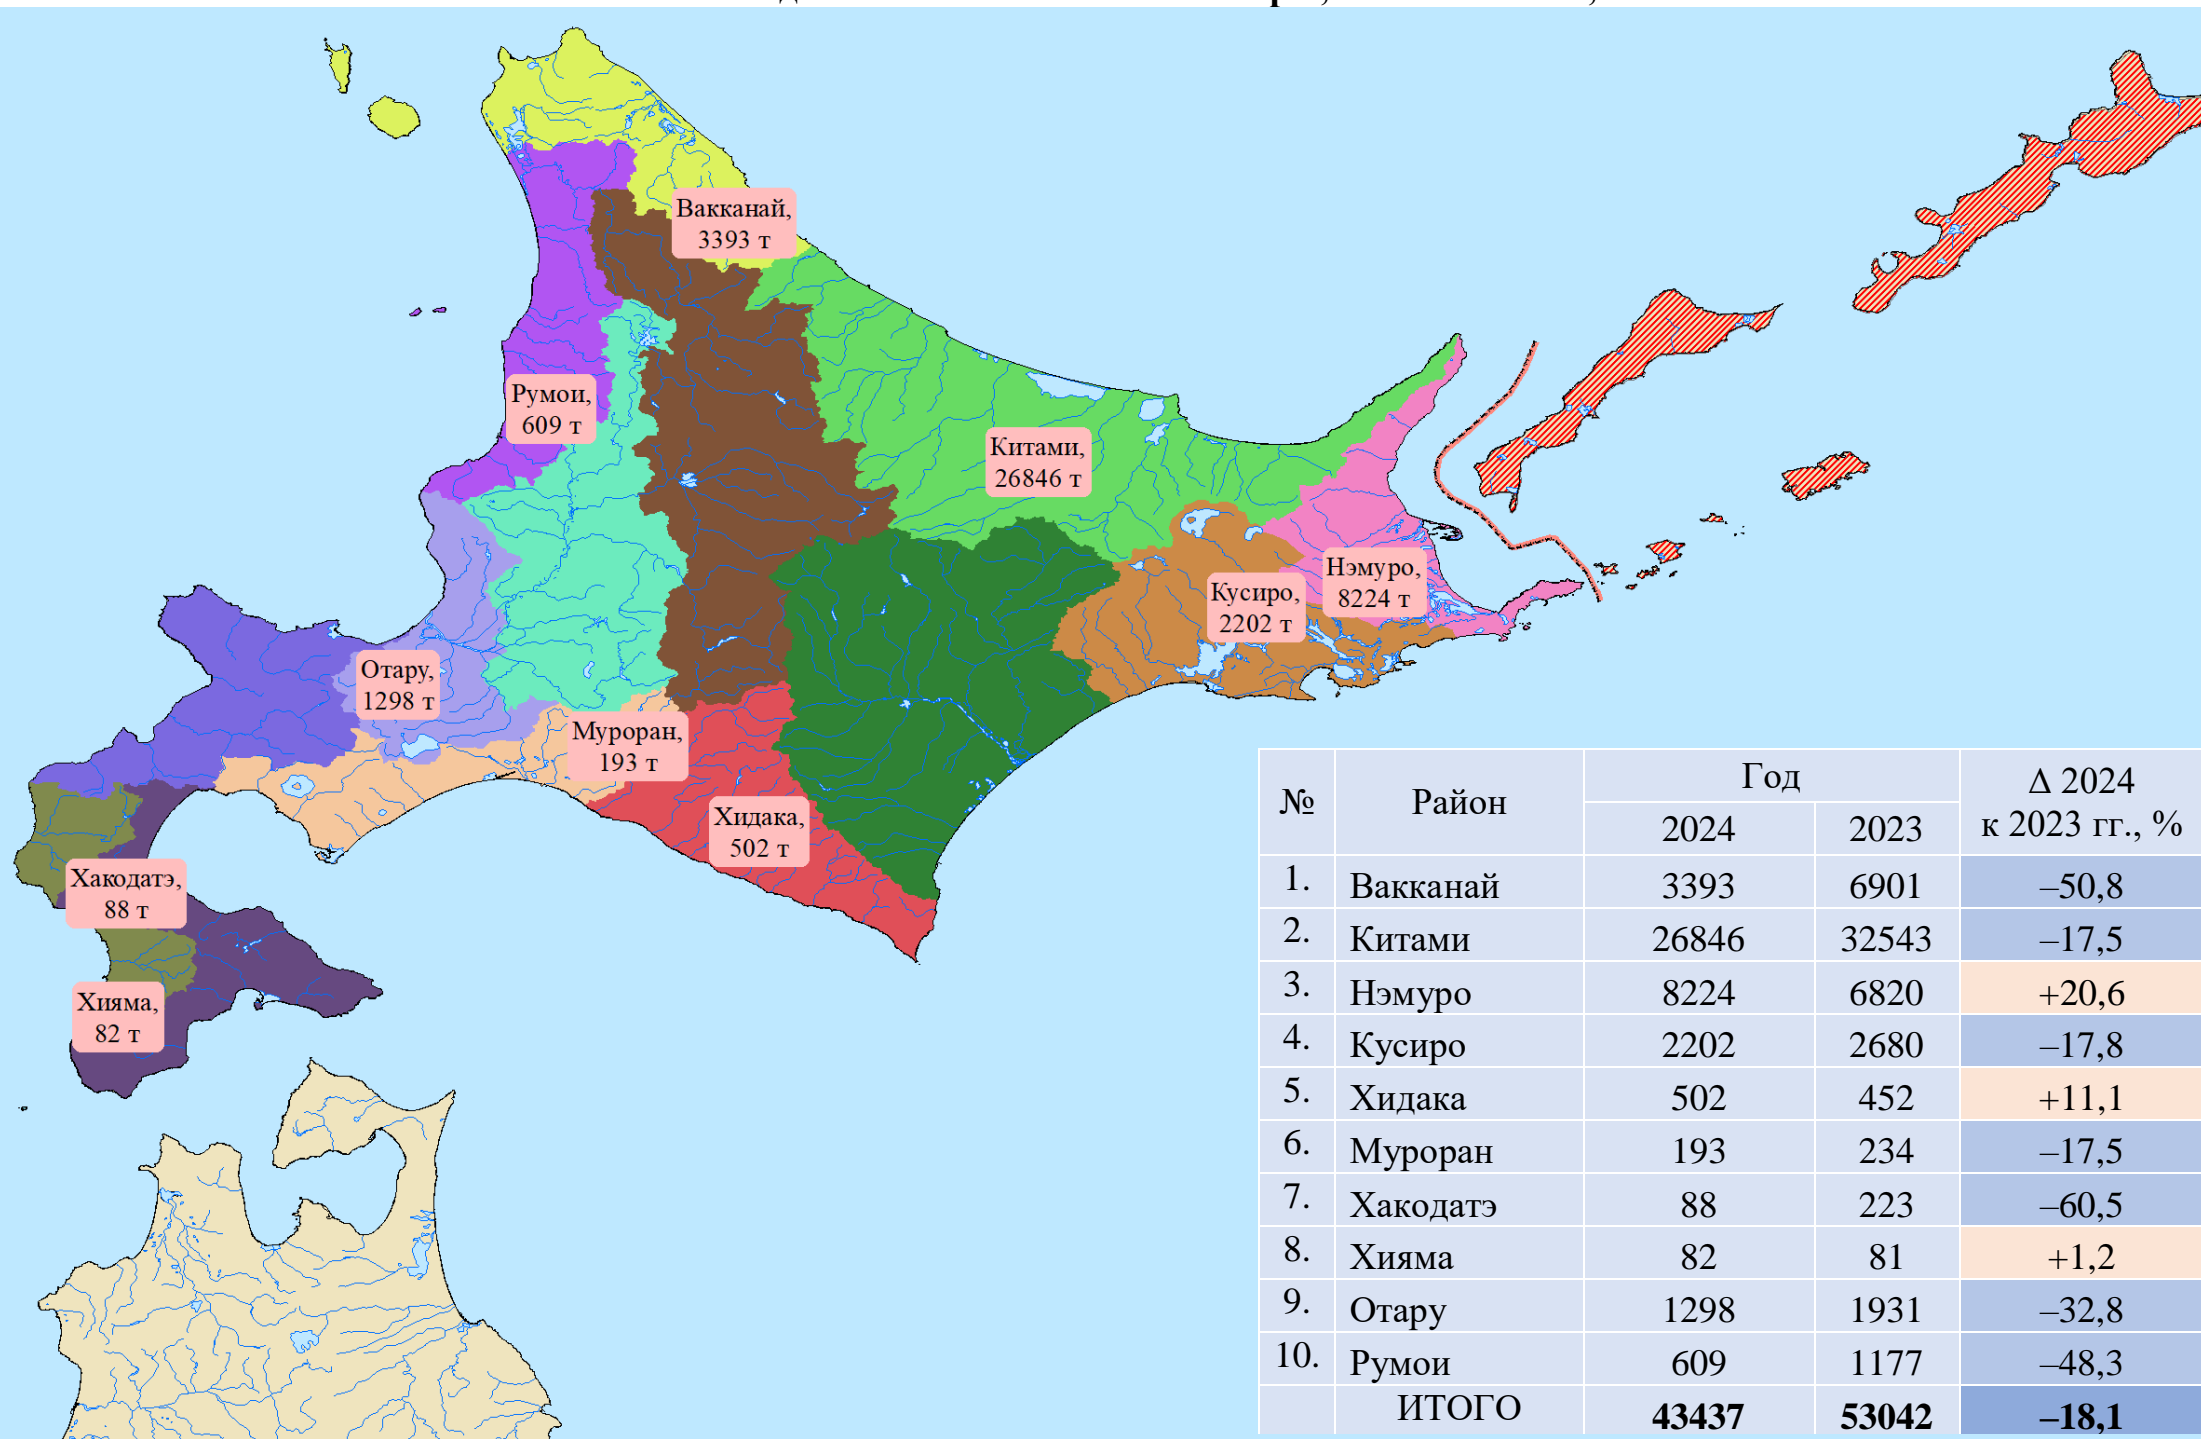 Вакканай,
3393 т
Румои,
609 т
Китами,
26846 т
Нэмуро,
8224 т
Кусиро,
2202 т
Отару,
1298 т
Муроран,
193 т
Хидака,
502 т
Хакодатэ,
88 т
Хияма,
82 т
№ Район Год Δ 2024
к 2023 гг., %
2024 2023
1. Вакканай 3393 6901 –50,8
2. Китами 26846 32543 –17,5
3. Нэмуро 8224 6820 +20,6
4. Кусиро 2202 2680 –17,8
5. Хидака 502 452 +11,1
6. Муроран 193 234 –17,5
7. Хакодатэ 88 223 –60,5
8. Хияма 82 81 +1,2
9. Отару 1298 1931 –32,8
10. Румои 609 1177 –48,3
ИТОГО 43437 53042 –18,1